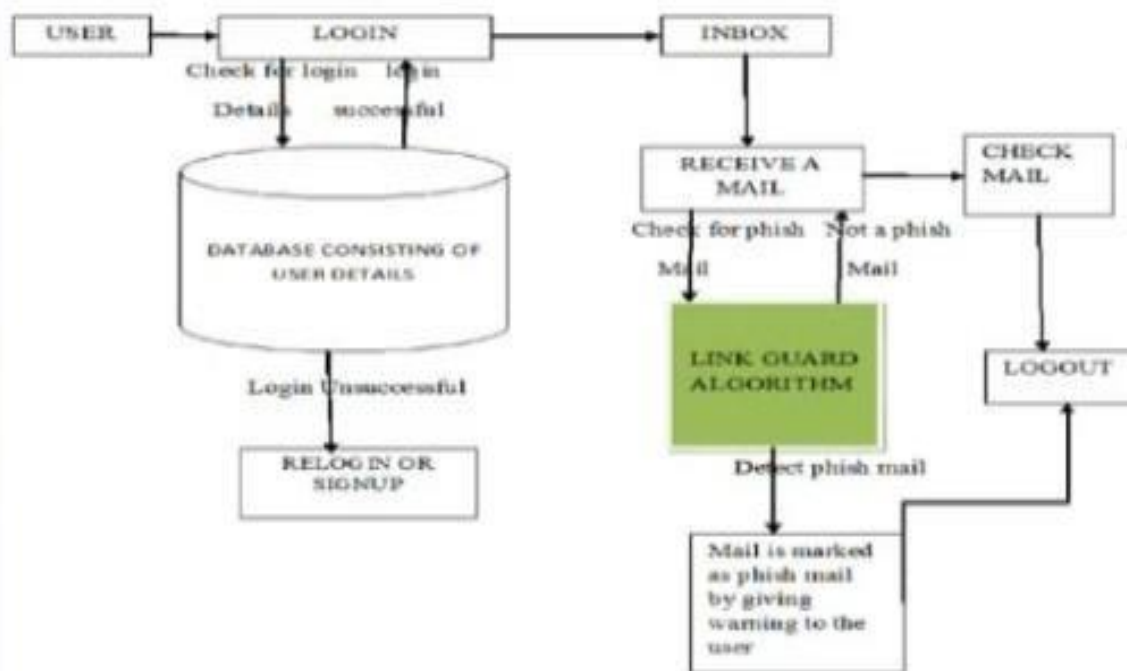 USER
LOGIN
INBOX
Check for login login
Details successful
RECEIVE A
MAIL
CHECK
MAIL
Check for phish Not a phish
Mail Mail
DATABASE CONSISTING OF
USER DETAILS
LINK GUARD
ALGORITHM
LOGOUT
Login Unsuccessful
RELOGIN OR
SIGNUP
Detect phish mail
Mail is marked
as phish mail
by giving
warning to the
user